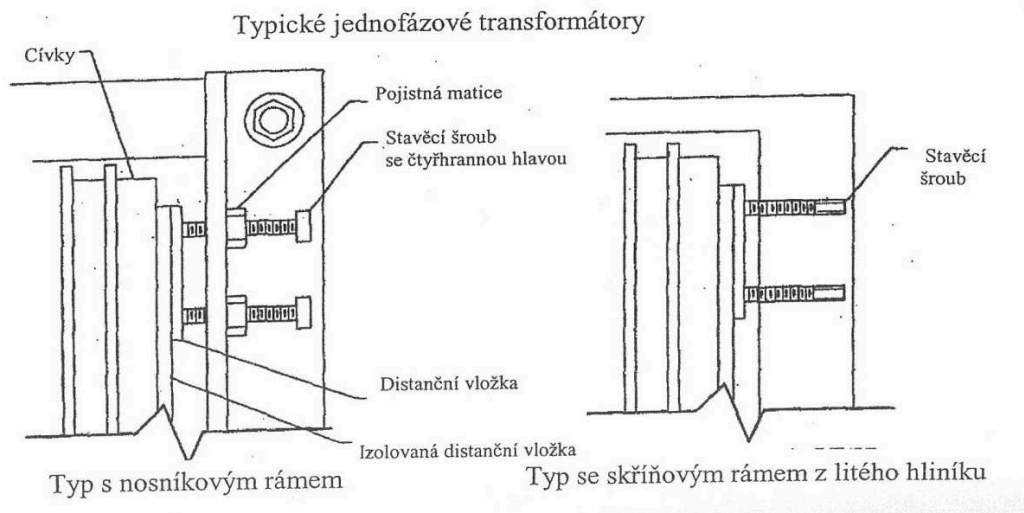 Typické jednofázové transformátory
Cívky
Pojistná matice
Stavěcí šroub
se čtyřhrannou hlavou
Distanční vložka
Izolovaná distanční vložka
Typ s nosníkovým rámem
Stavěcí
šroub
Typ se skříňovým rámem z litého hliníku